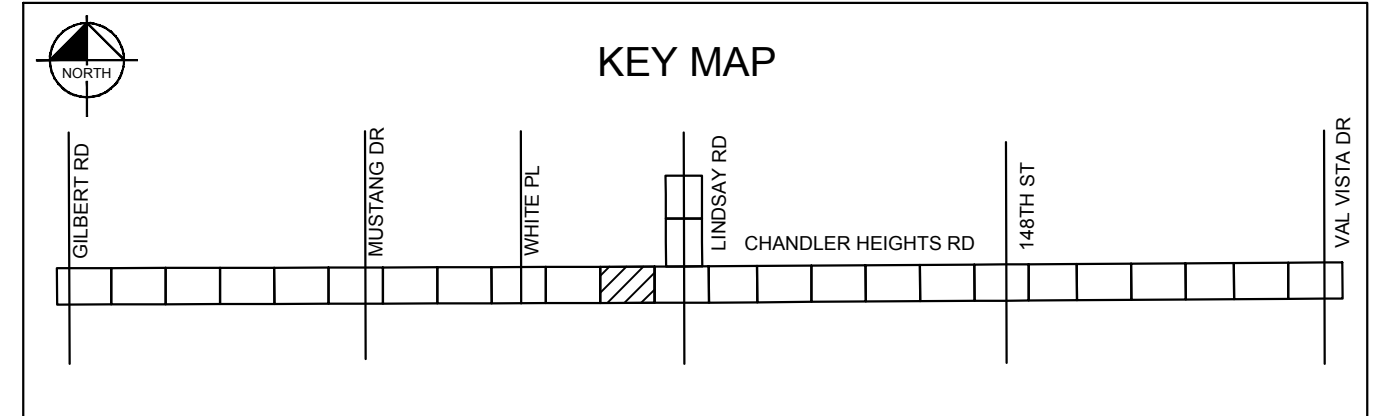 KEY MAP
NORTH
GILBERT RD
MUSTANG DR
WHITE PL
LINDSAY RD
CHANDLER HEIGHTS RD
148TH ST
VAL VISTA DR